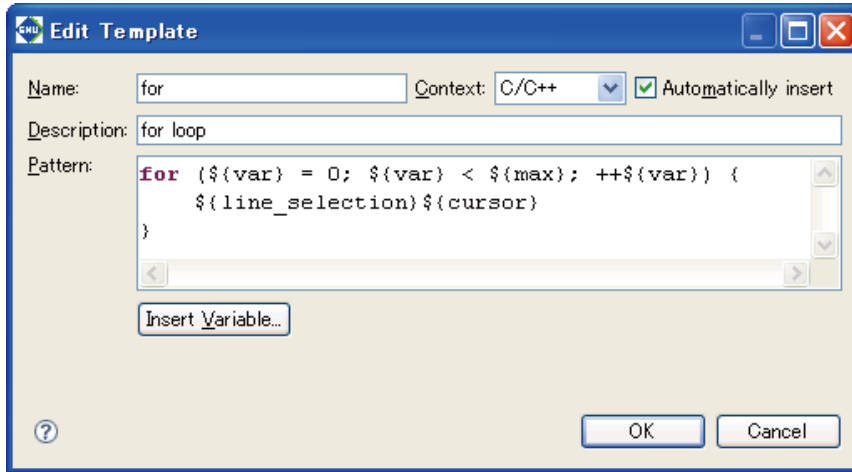 GNU Edit Template
Name: for Context: C/C++ Automatically insert
Description: for loop
Pattern: for (${var} = 0; ${var} < ${max}; ++${var}) {
${line_selection}${cursor}
}
Insert Variable...
? OK Cancel